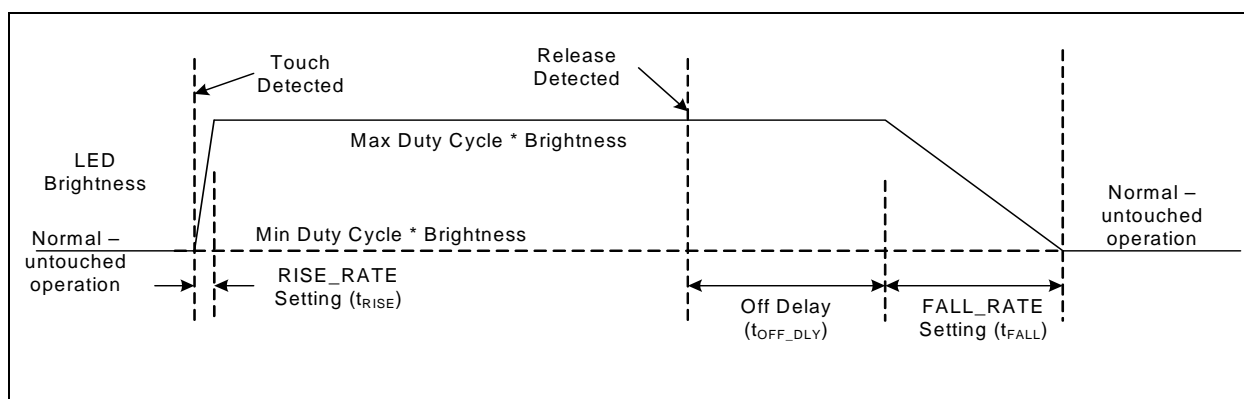 Touch
Detected
Release
Detected
Max Duty Cycle * Brightness
LED
Brightness
Normal –
untouched
operation
Min Duty Cycle * Brightness
Normal –
untouched
operation
RISE_RATE
Setting (tRISE)
Off Delay
(tOFF_DLY)
FALL_RATE
Setting (tFALL)